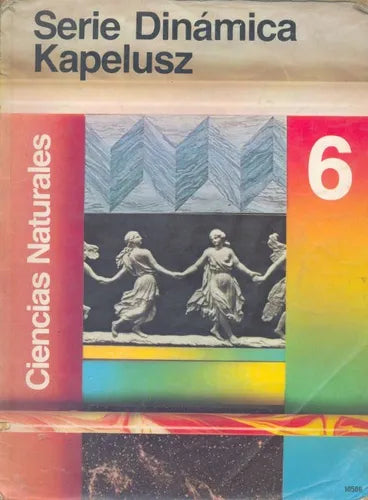 Serie Dinámica
Kapelusz
Ciencias Naturales
6
10586